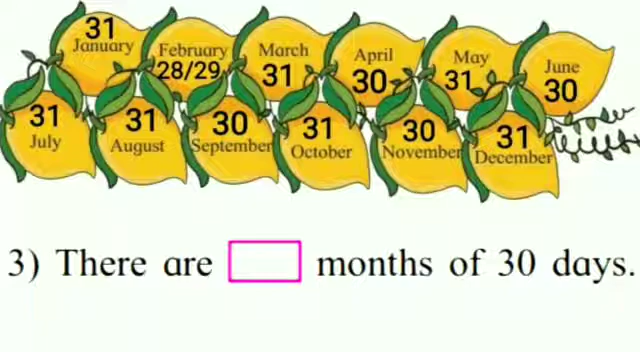 31
January
February
28/29
March
31
April
30
May
31
June
30
31
July
31
August
30
September
31
October
30
November
31
December
3) There are months of 30 days.